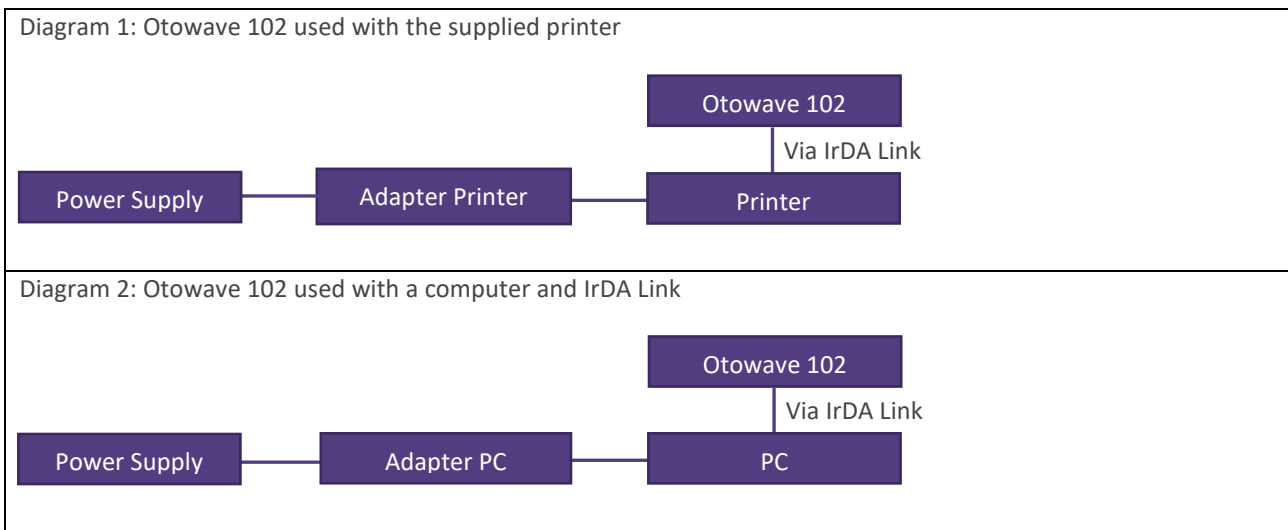 Diagram 1: Otowave 102 used with the supplied printer
Otowave 102
Via IrDA Link
Power Supply
Adapter Printer
Printer
Diagram 2: Otowave 102 used with a computer and IrDA Link
Otowave 102
Via IrDA Link
Power Supply
Adapter PC
PC